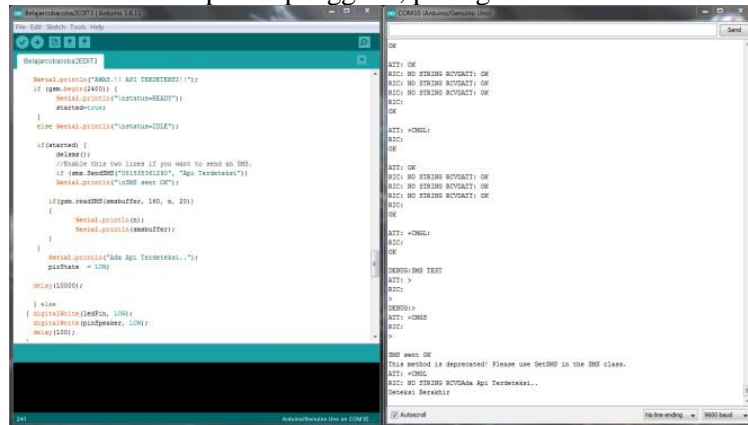 Belajarcobacoba2EDIT3 | Arduino 1.8.13
File Edit Sketch Tools Help
Belajarcobacoba2EDIT3
Serial.println("AWAS.!! API TERDETEKSI!!");
if (gsm.begin(2400)) {
Serial.println("\nstatus=READY");
started=true;
}
else Serial.println("\nstatus=IDLE");
if(started) {
delsms();
//Enable this two lines if you want to send an SMS.
if (sms.SendSMS("081535361290", "Api Terdeteksi"))
Serial.println("\nSMS sent OK");
if(gsm.readSMS(smsbuffer, 160, n, 20))
{
Serial.println(n);
Serial.println(smsbuffer);
}
}
Serial.println("Ada Api Terdeteksi..");
pirState = LOW;
delay(10000);
} else
{ digitalWrite(ledPin, LOW);
digitalWrite(pinSpeaker, LOW);
delay(100);
241
Arduino/Genuino Uno on COM10
COM10 (Arduino/Genuino Uno)
Send
OK
ATT: OK
RIC: NO STRING RCVDATT: OK
RIC: NO STRING RCVDATT: OK
RIC: NO STRING RCVDATT: OK
RIC:
OK
ATT: +CMGL:
RIC:
OK
ATT: OK
RIC: NO STRING RCVDATT: OK
RIC: NO STRING RCVDATT: OK
RIC: NO STRING RCVDATT: OK
RIC:
OK
ATT: +CMGL:
RIC:
OK
DEBUG:SMS TEST
ATT: >
RIC:
>
DEBUG:>
ATT: +CMGS
RIC:
>
SMS sent OK
This method is deprecated! Please use GetSMS in the SMS class.
ATT: +CMGL
RIC: NO STRING RCVDAda Api Terdeteksi..
Deteksi Berakhir
Autoscroll
No line ending
9600 baud